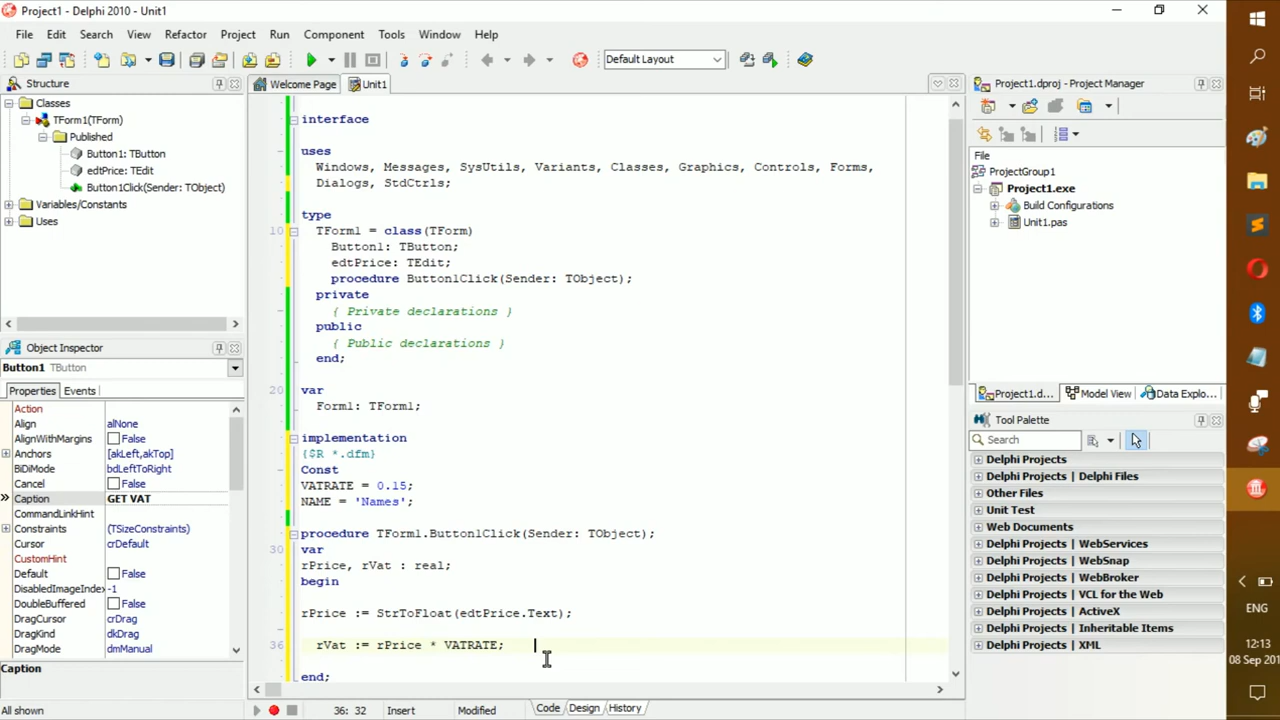 Project1 - Delphi 2010 - Unit1
File Edit Search View Refactor Project Run Component Tools Window Help
Default Layout
Structure
Classes
TForm1(TForm)
Published
Button1: TButton
edtPrice: TEdit
Button1Click(Sender: TObject)
Variables/Constants
Uses
Object Inspector
Button1 TButton
Properties Events
Action
Align alNone
AlignWithMargins False
Anchors [akLeft,akTop]
BiDiMode bdLeftToRight
Cancel False
Caption GET VAT
CommandLinkHint
Constraints (TSizeConstraints)
Cursor crDefault
CustomHint
Default False
DisabledImageIndex -1
DoubleBuffered False
DragCursor crDrag
DragKind dkDrag
DragMode dmManual
Caption
All shown
Welcome Page Unit1
interface
uses
Windows, Messages, SysUtils, Variants, Classes, Graphics, Controls, Forms,
Dialogs, StdCtrls;
type
10 TForm1 = class(TForm)
Button1: TButton;
edtPrice: TEdit;
procedure Button1Click(Sender: TObject);
private
{ Private declarations }
public
{ Public declarations }
end;
20 var
Form1: TForm1;
implementation
{$R *.dfm}
Const
VATRATE = 0.15;
NAME = 'Names';
procedure TForm1.Button1Click(Sender: TObject);
30 var
rPrice, rVat : real;
begin
rPrice := StrToFloat(edtPrice.Text);
36 rVat := rPrice * VATRATE;
end;
36: 32 Insert Modified Code Design History
Project1.dproj - Project Manager
File
ProjectGroup1
Project1.exe
Build Configurations
Unit1.pas
Project1.d... Model View Data Explo...
Tool Palette
Search
Delphi Projects
Delphi Projects | Delphi Files
Other Files
Unit Test
Web Documents
Delphi Projects | WebServices
Delphi Projects | WebSnap
Delphi Projects | WebBroker
VCL for the Web
Delphi Projects | ActiveX
Delphi Projects | Inheritable Items
Delphi Projects | XML
ENG
12:13
08 Sep 201